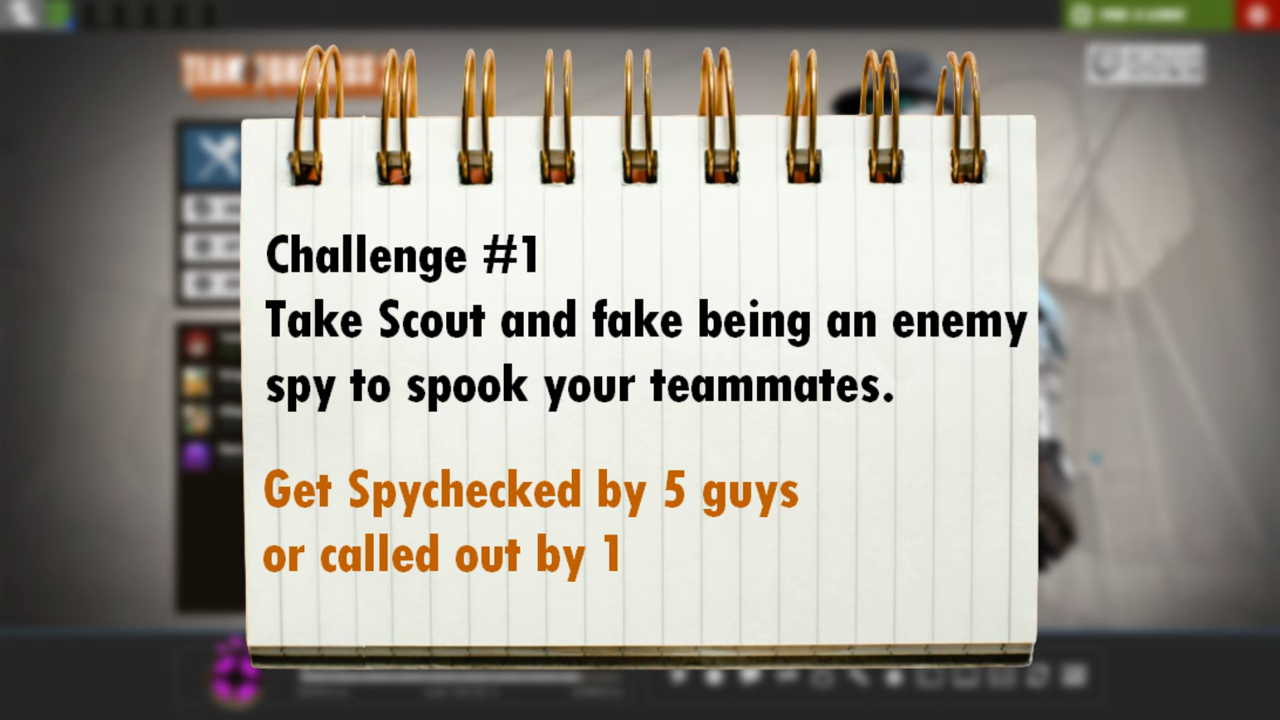 Challenge #1
Take Scout and fake being an enemy
spy to spook your teammates.
Get Spychecked by 5 guys
or called out by 1